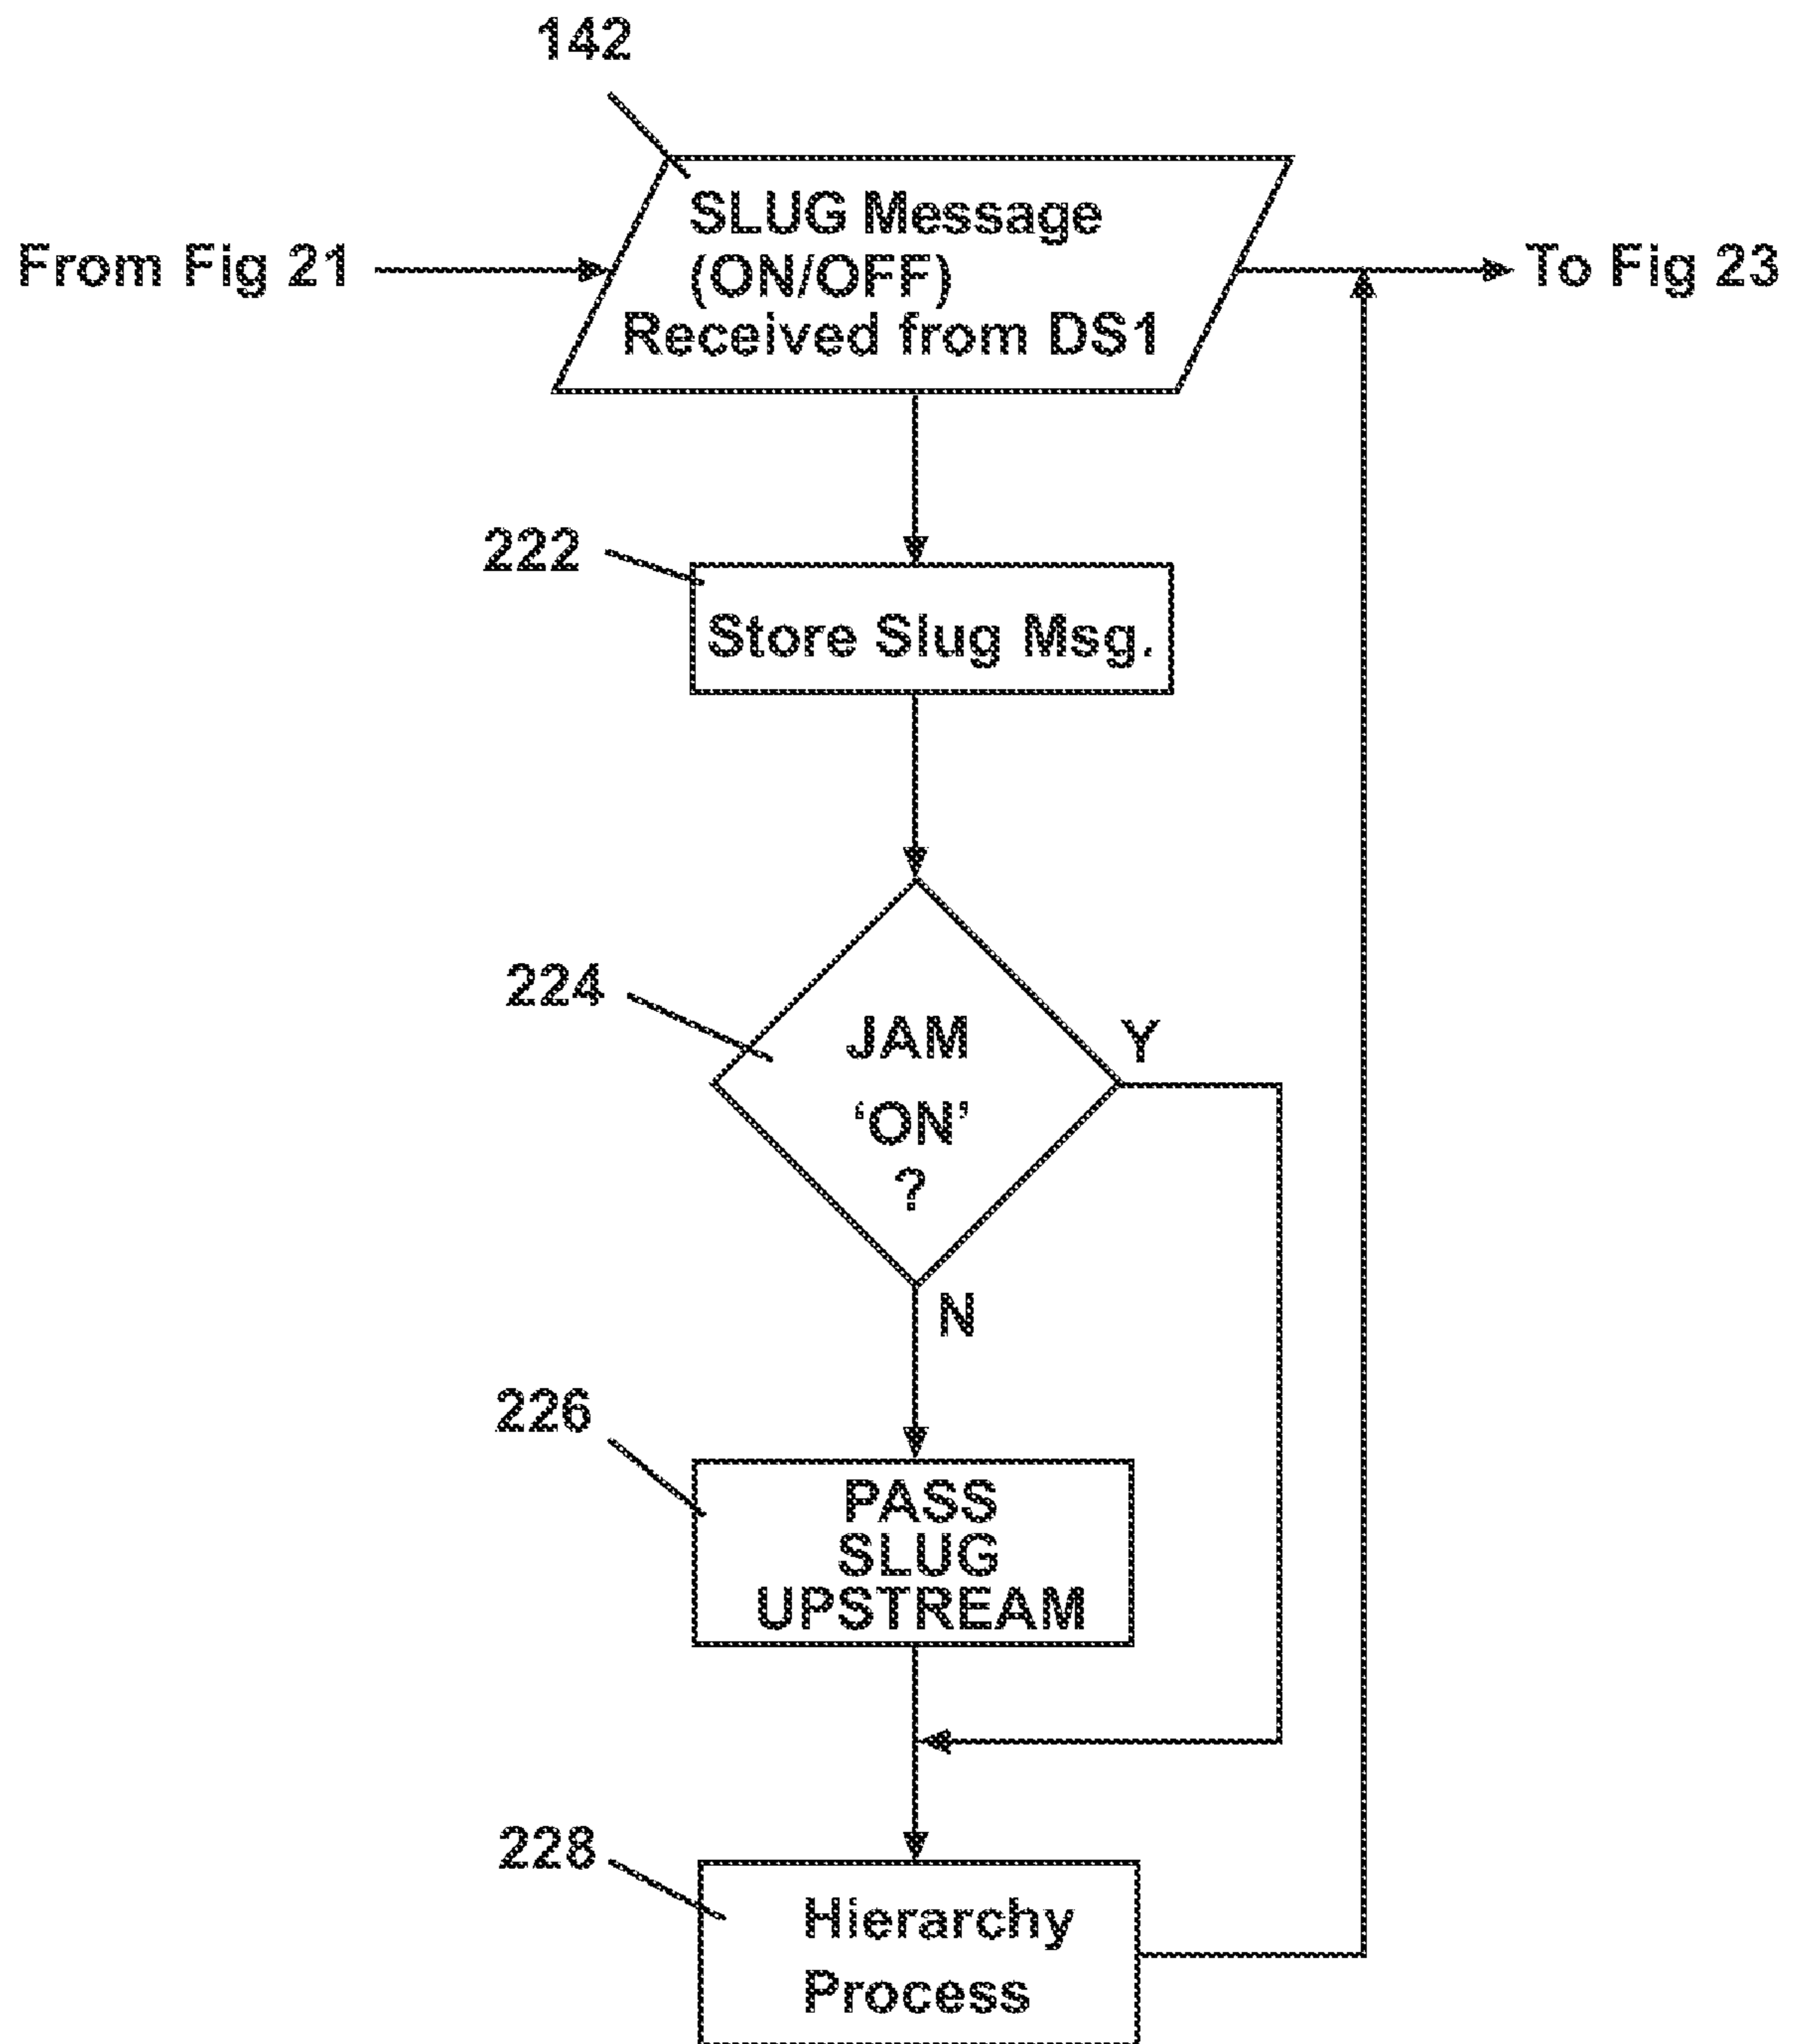 142
SLUG Message
(ON/OFF)
Received from DS1
From Fig 21
To Fig 23
222
Store Slug Msg.
224
JAM
‘ON’
?
Y
N
226
PASS
SLUG
UPSTREAM
228
Hierarchy
Process